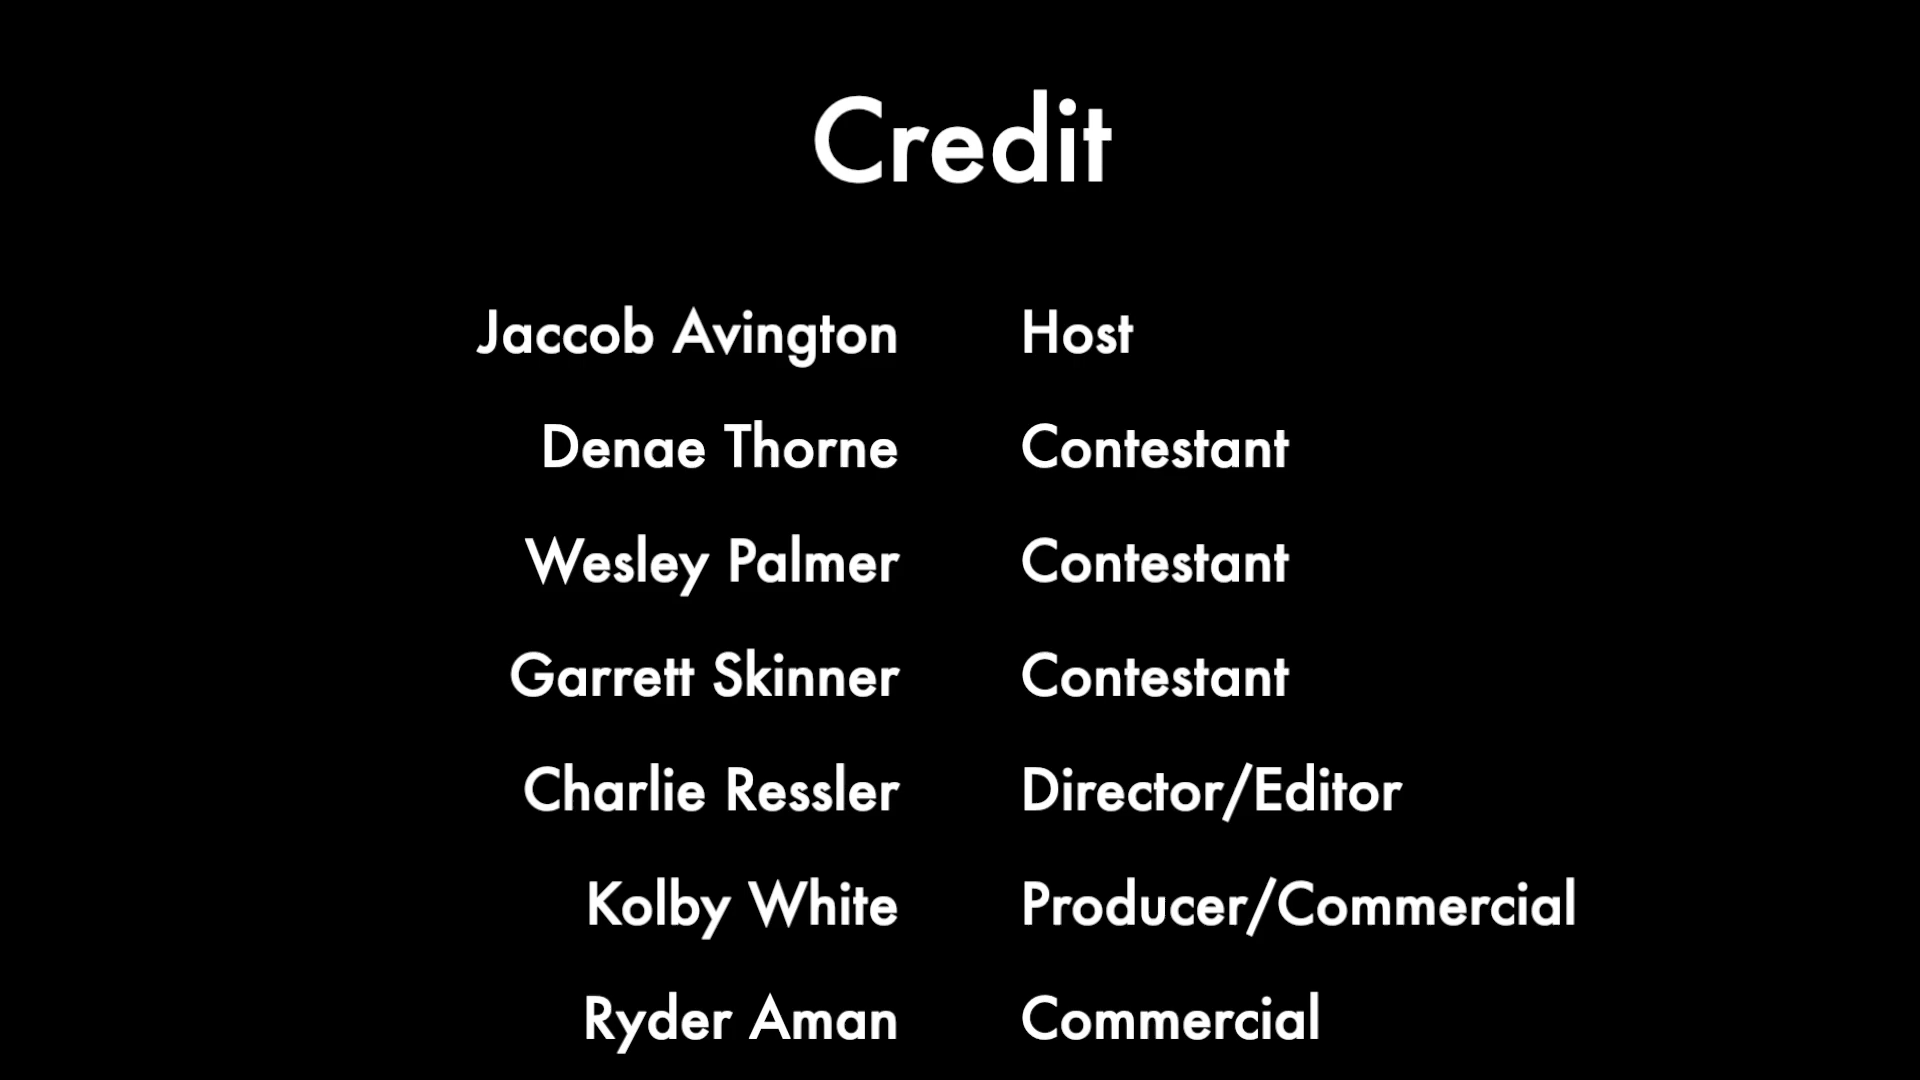 Credit
Jaccob Avington Host
Denae Thorne Contestant
Wesley Palmer Contestant
Garrett Skinner Contestant
Charlie Ressler Director/Editor
Kolby White Producer/Commercial
Ryder Aman Commercial